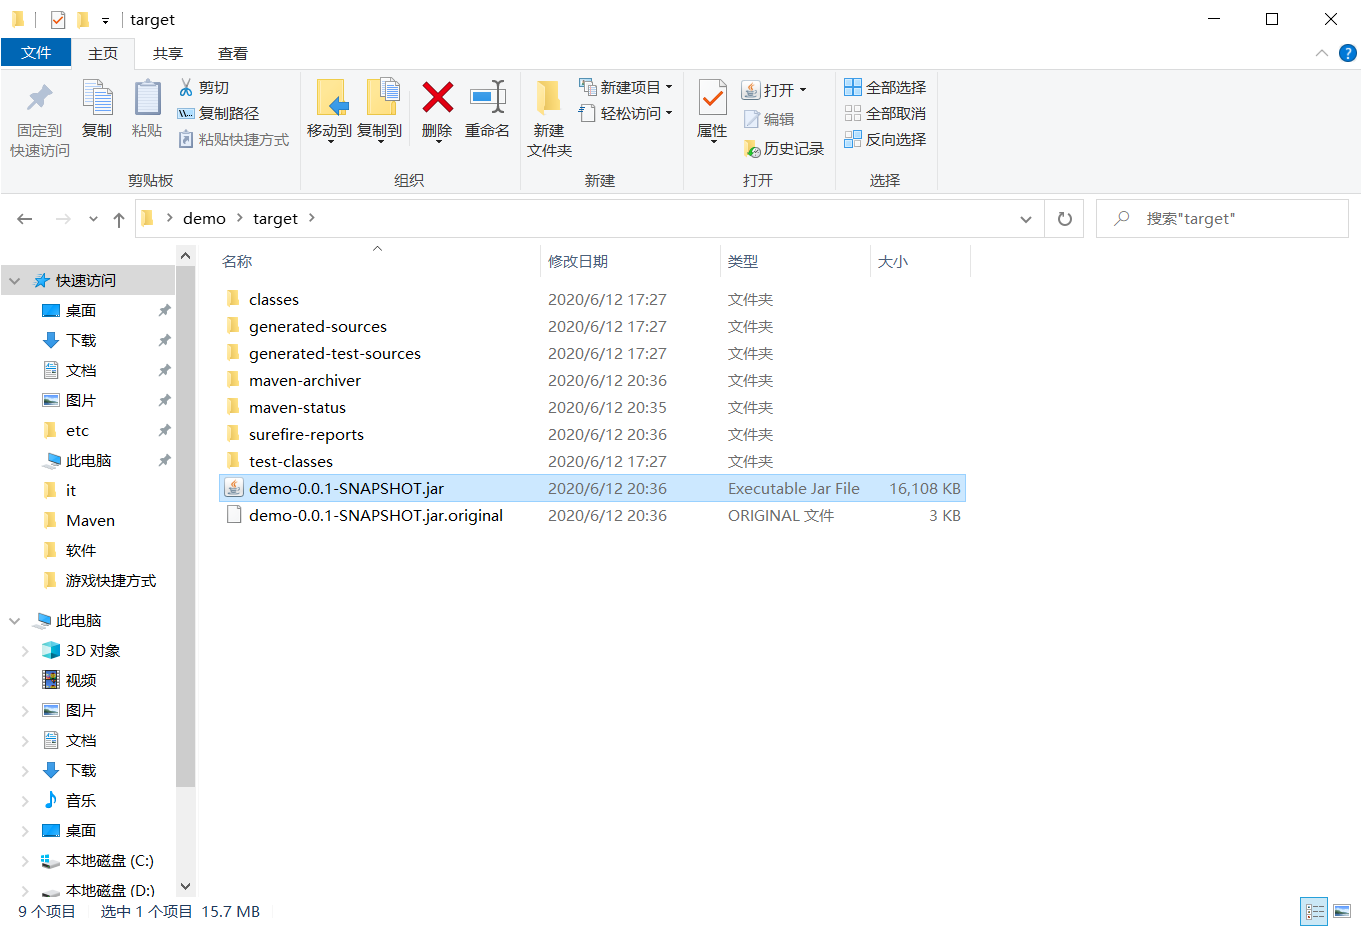 target
文件 主页 共享 查看
固定到
快速访问
复制
粘贴
剪切
复制路径
粘贴快捷方式
剪贴板
移动到
复制到
删除
重命名
组织
新建
文件夹
新建项目
轻松访问
新建
属性
打开
编辑
历史记录
打开
全部选择
全部取消
反向选择
选择
demo target
搜索"target"
快速访问
桌面
下载
文档
图片
etc
此电脑
it
Maven
软件
游戏快捷方式
此电脑
3D 对象
视频
图片
文档
下载
音乐
桌面
本地磁盘 (C:)
本地磁盘 (D:)
名称 修改日期 类型 大小
classes 2020/6/12 17:27 文件夹
generated-sources 2020/6/12 17:27 文件夹
generated-test-sources 2020/6/12 17:27 文件夹
maven-archiver 2020/6/12 20:36 文件夹
maven-status 2020/6/12 20:35 文件夹
surefire-reports 2020/6/12 20:36 文件夹
test-classes 2020/6/12 17:27 文件夹
demo-0.0.1-SNAPSHOT.jar 2020/6/12 20:36 Executable Jar File 16,108 KB
demo-0.0.1-SNAPSHOT.jar.original 2020/6/12 20:36 ORIGINAL 文件 3 KB
9 个项目 选中 1 个项目 15.7 MB